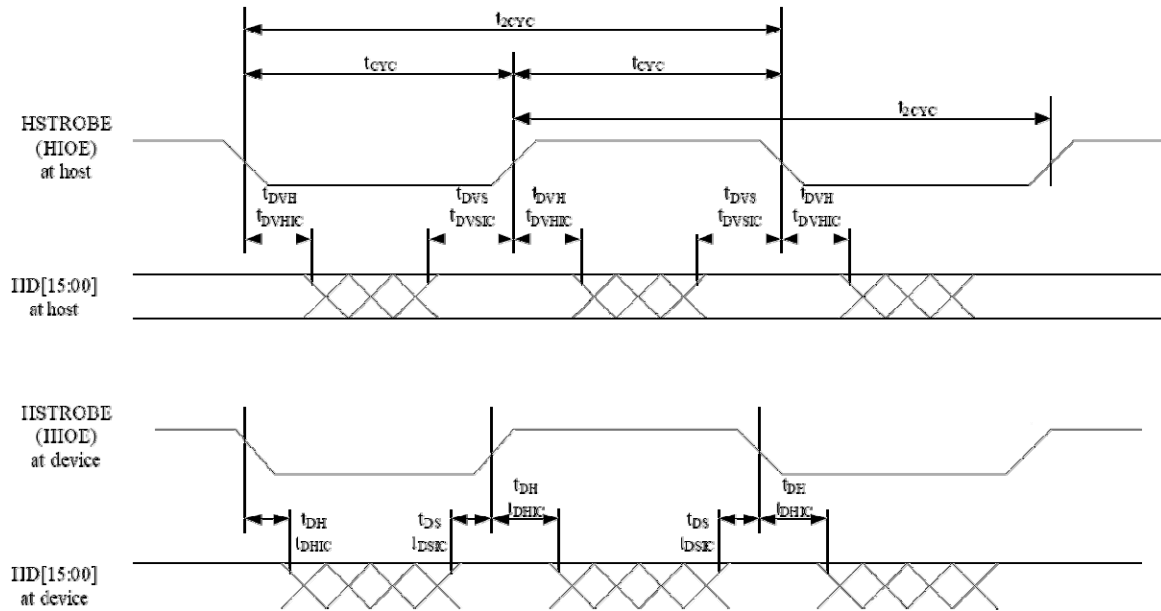 t2CYC
tCYC tCYC
t2CYC
HSTROBE
(HIOE)
at host
tDVH tDVS tDVH tDVS tDVH
tDVHIC tDVSIC tDVHIC tDVSIC tDVHIC
HD[15:00]
at host
HSTROBE
(HIOE)
at device
tDH tDH
tDHIC tDHIC
tDH tDS tDS
tDHIC tDSIC tDSIC
HD[15:00]
at device